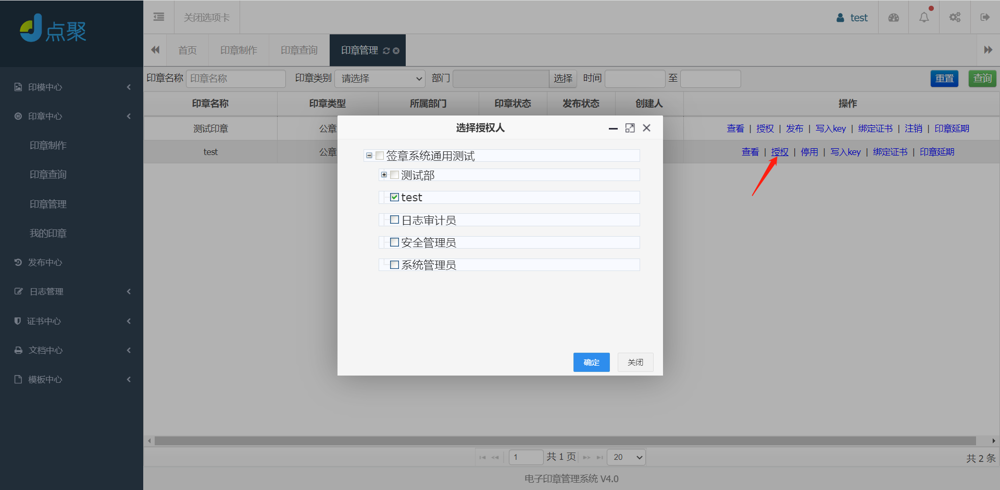 点聚
关闭选项卡
test
首页
印章制作
印章查询
印章管理
印章名称 印章名称 印章类别 请选择 部门 选择 时间 至 重置 查询
印章名称 印章类型 所属部门 印章状态 发布状态 创建人 操作
测试印章 公章 查看 | 授权 | 发布 | 写入key | 绑定证书 | 注销 | 印章延期
test 公章 查看 | 授权 | 停用 | 写入key | 绑定证书 | 印章延期
印模中心
印章中心
印章制作
印章查询
印章管理
我的印章
发布中心
日志管理
证书中心
文档中心
模板中心
选择授权人
签章系统通用测试
测试部
test
日志审计员
安全管理员
系统管理员
确定 关闭
1 共 1 页 20 共 2 条
电子印章管理系统 V4.0